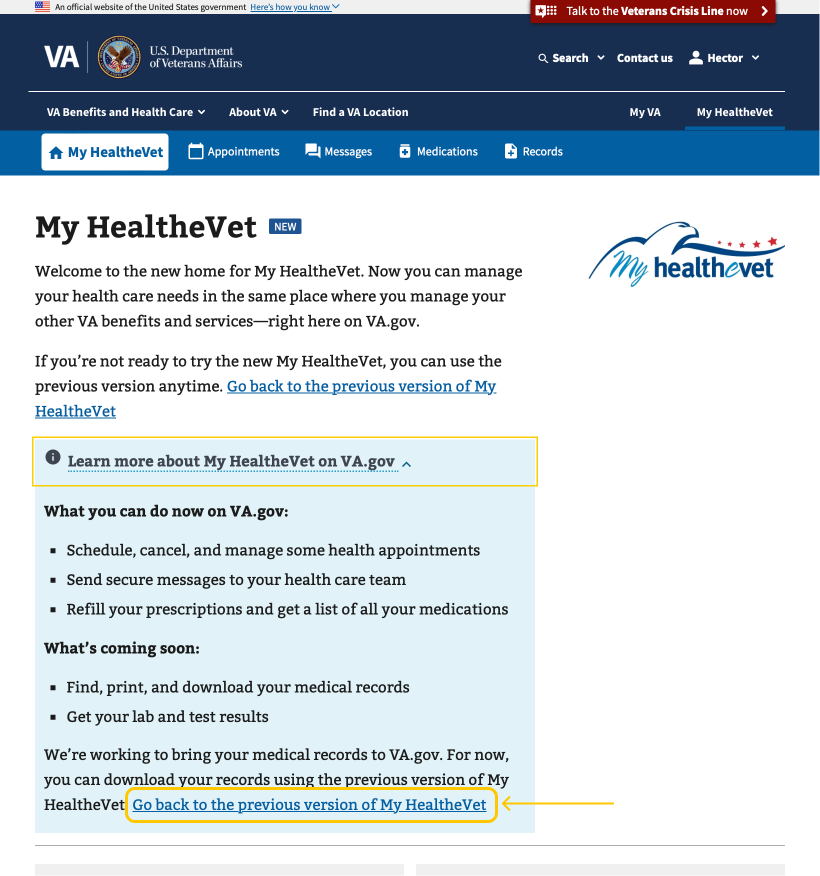 An official website of the United States government Here's how you know
Talk to the Veterans Crisis Line now
VA
U.S. Department
of Veterans Affairs
Search
Contact us
Hector
VA Benefits and Health Care
About VA
Find a VA Location
My VA
My HealtheVet
My HealtheVet
Appointments
Messages
Medications
Records
My HealtheVet NEW
My healthevet
Welcome to the new home for My HealtheVet. Now you can manage
your health care needs in the same place where you manage your
other VA benefits and services—right here on VA.gov.
If you're not ready to try the new My HealtheVet, you can use the
previous version anytime. Go back to the previous version of My
HealtheVet
Learn more about My HealtheVet on VA.gov
What you can do now on VA.gov:
Schedule, cancel, and manage some health appointments
Send secure messages to your health care team
Refill your prescriptions and get a list of all your medications
What's coming soon:
Find, print, and download your medical records
Get your lab and test results
We're working to bring your medical records to VA.gov. For now,
you can download your records using the previous version of My
HealtheVet Go back to the previous version of My HealtheVet